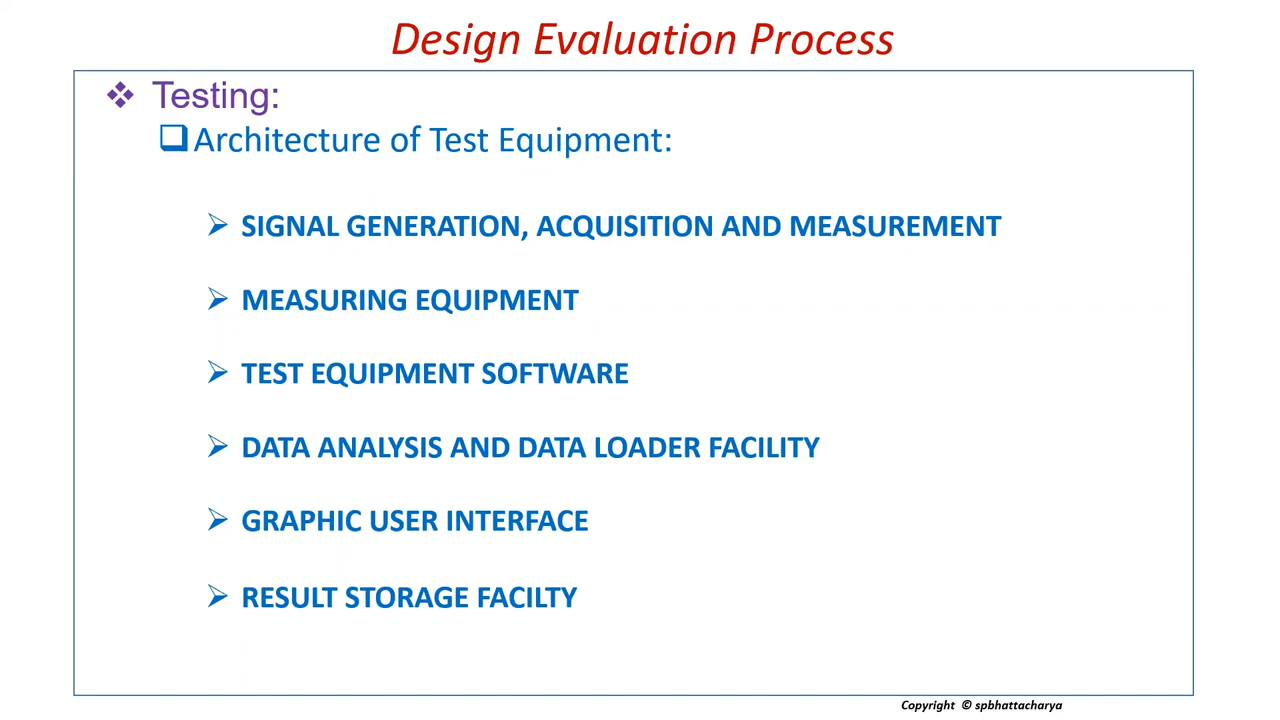 Design Evaluation Process
Testing:
Architecture of Test Equipment:
SIGNAL GENERATION, ACQUISITION AND MEASUREMENT
MEASURING EQUIPMENT
TEST EQUIPMENT SOFTWARE
DATA ANALYSIS AND DATA LOADER FACILITY
GRAPHIC USER INTERFACE
RESULT STORAGE FACILTY
Copyright © spbhattacharya